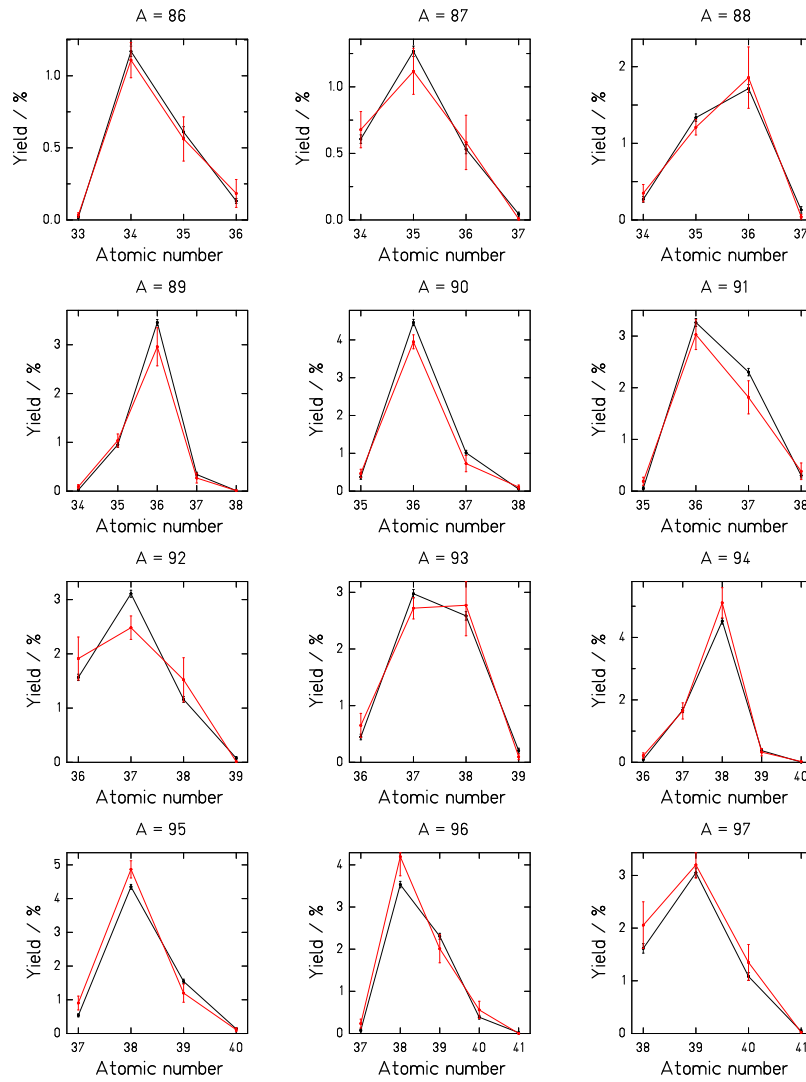 A = 86
A = 87
A = 88
Yield / %
1.0
0.5
0.0
33 34 35 36
Atomic number
Yield / %
1.0
0.5
0.0
34 35 36 37
Atomic number
Yield / %
2
1
0
34 35 36 37
Atomic number
A = 89
A = 90
A = 91
Yield / %
3
2
1
0
34 35 36 37 38
Atomic number
Yield / %
4
3
2
1
0
35 36 37 38
Atomic number
Yield / %
3
2
1
0
35 36 37 38
Atomic number
A = 92
A = 93
A = 94
Yield / %
3
2
1
0
36 37 38 39
Atomic number
Yield / %
3
2
1
0
36 37 38 39
Atomic number
Yield / %
4
2
0
36 37 38 39 40
Atomic number
A = 95
A = 96
A = 97
Yield / %
5
4
3
2
1
0
37 38 39 40
Atomic number
Yield / %
4
3
2
1
0
37 38 39 40 41
Atomic number
Yield / %
3
2
1
0
38 39 40 41
Atomic number